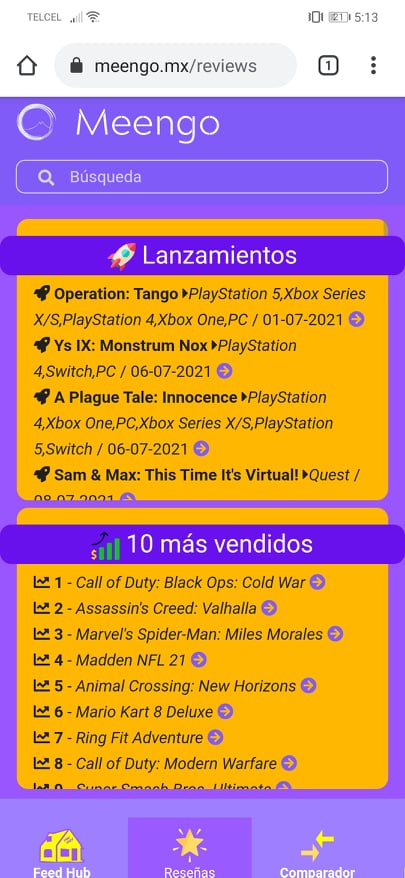 TELCEL 21 5:13
meengo.mx/reviews 1
Meengo
Búsqueda
Lanzamientos
Operation: Tango PlayStation 5,Xbox Series
X/S,PlayStation 4,Xbox One,PC / 01-07-2021
Ys IX: Monstrum Nox PlayStation
4,Switch,PC / 06-07-2021
A Plague Tale: Innocence PlayStation
4,Xbox One,PC,Xbox Series X/S,PlayStation
5,Switch / 06-07-2021
Sam & Max: This Time It's Virtual! Quest /
08-07-2021
10 más vendidos
1 - Call of Duty: Black Ops: Cold War
2 - Assassin's Creed: Valhalla
3 - Marvel's Spider-Man: Miles Morales
4 - Madden NFL 21
5 - Animal Crossing: New Horizons
6 - Mario Kart 8 Deluxe
7 - Ring Fit Adventure
8 - Call of Duty: Modern Warfare
9 - Super Smash Bros. Ultimate
Feed Hub Reseñas Comparador